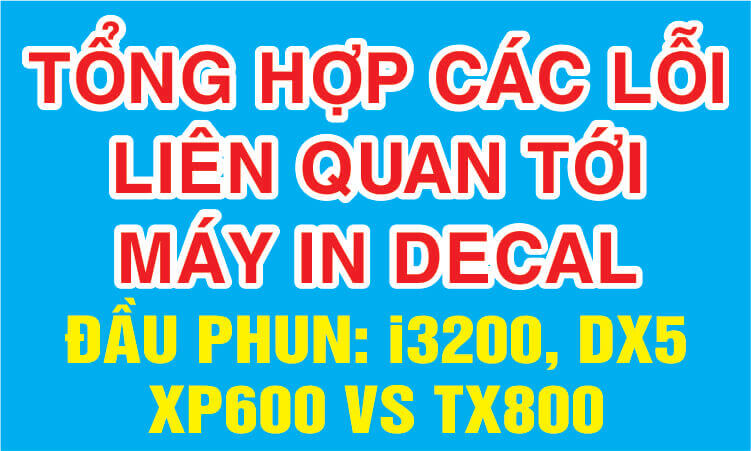 TỔNG HỢP CÁC LỖI
LIÊN QUAN TỚI
MÁY IN DECAL
ĐẦU PHUN: i3200, DX5
XP600 VS TX800